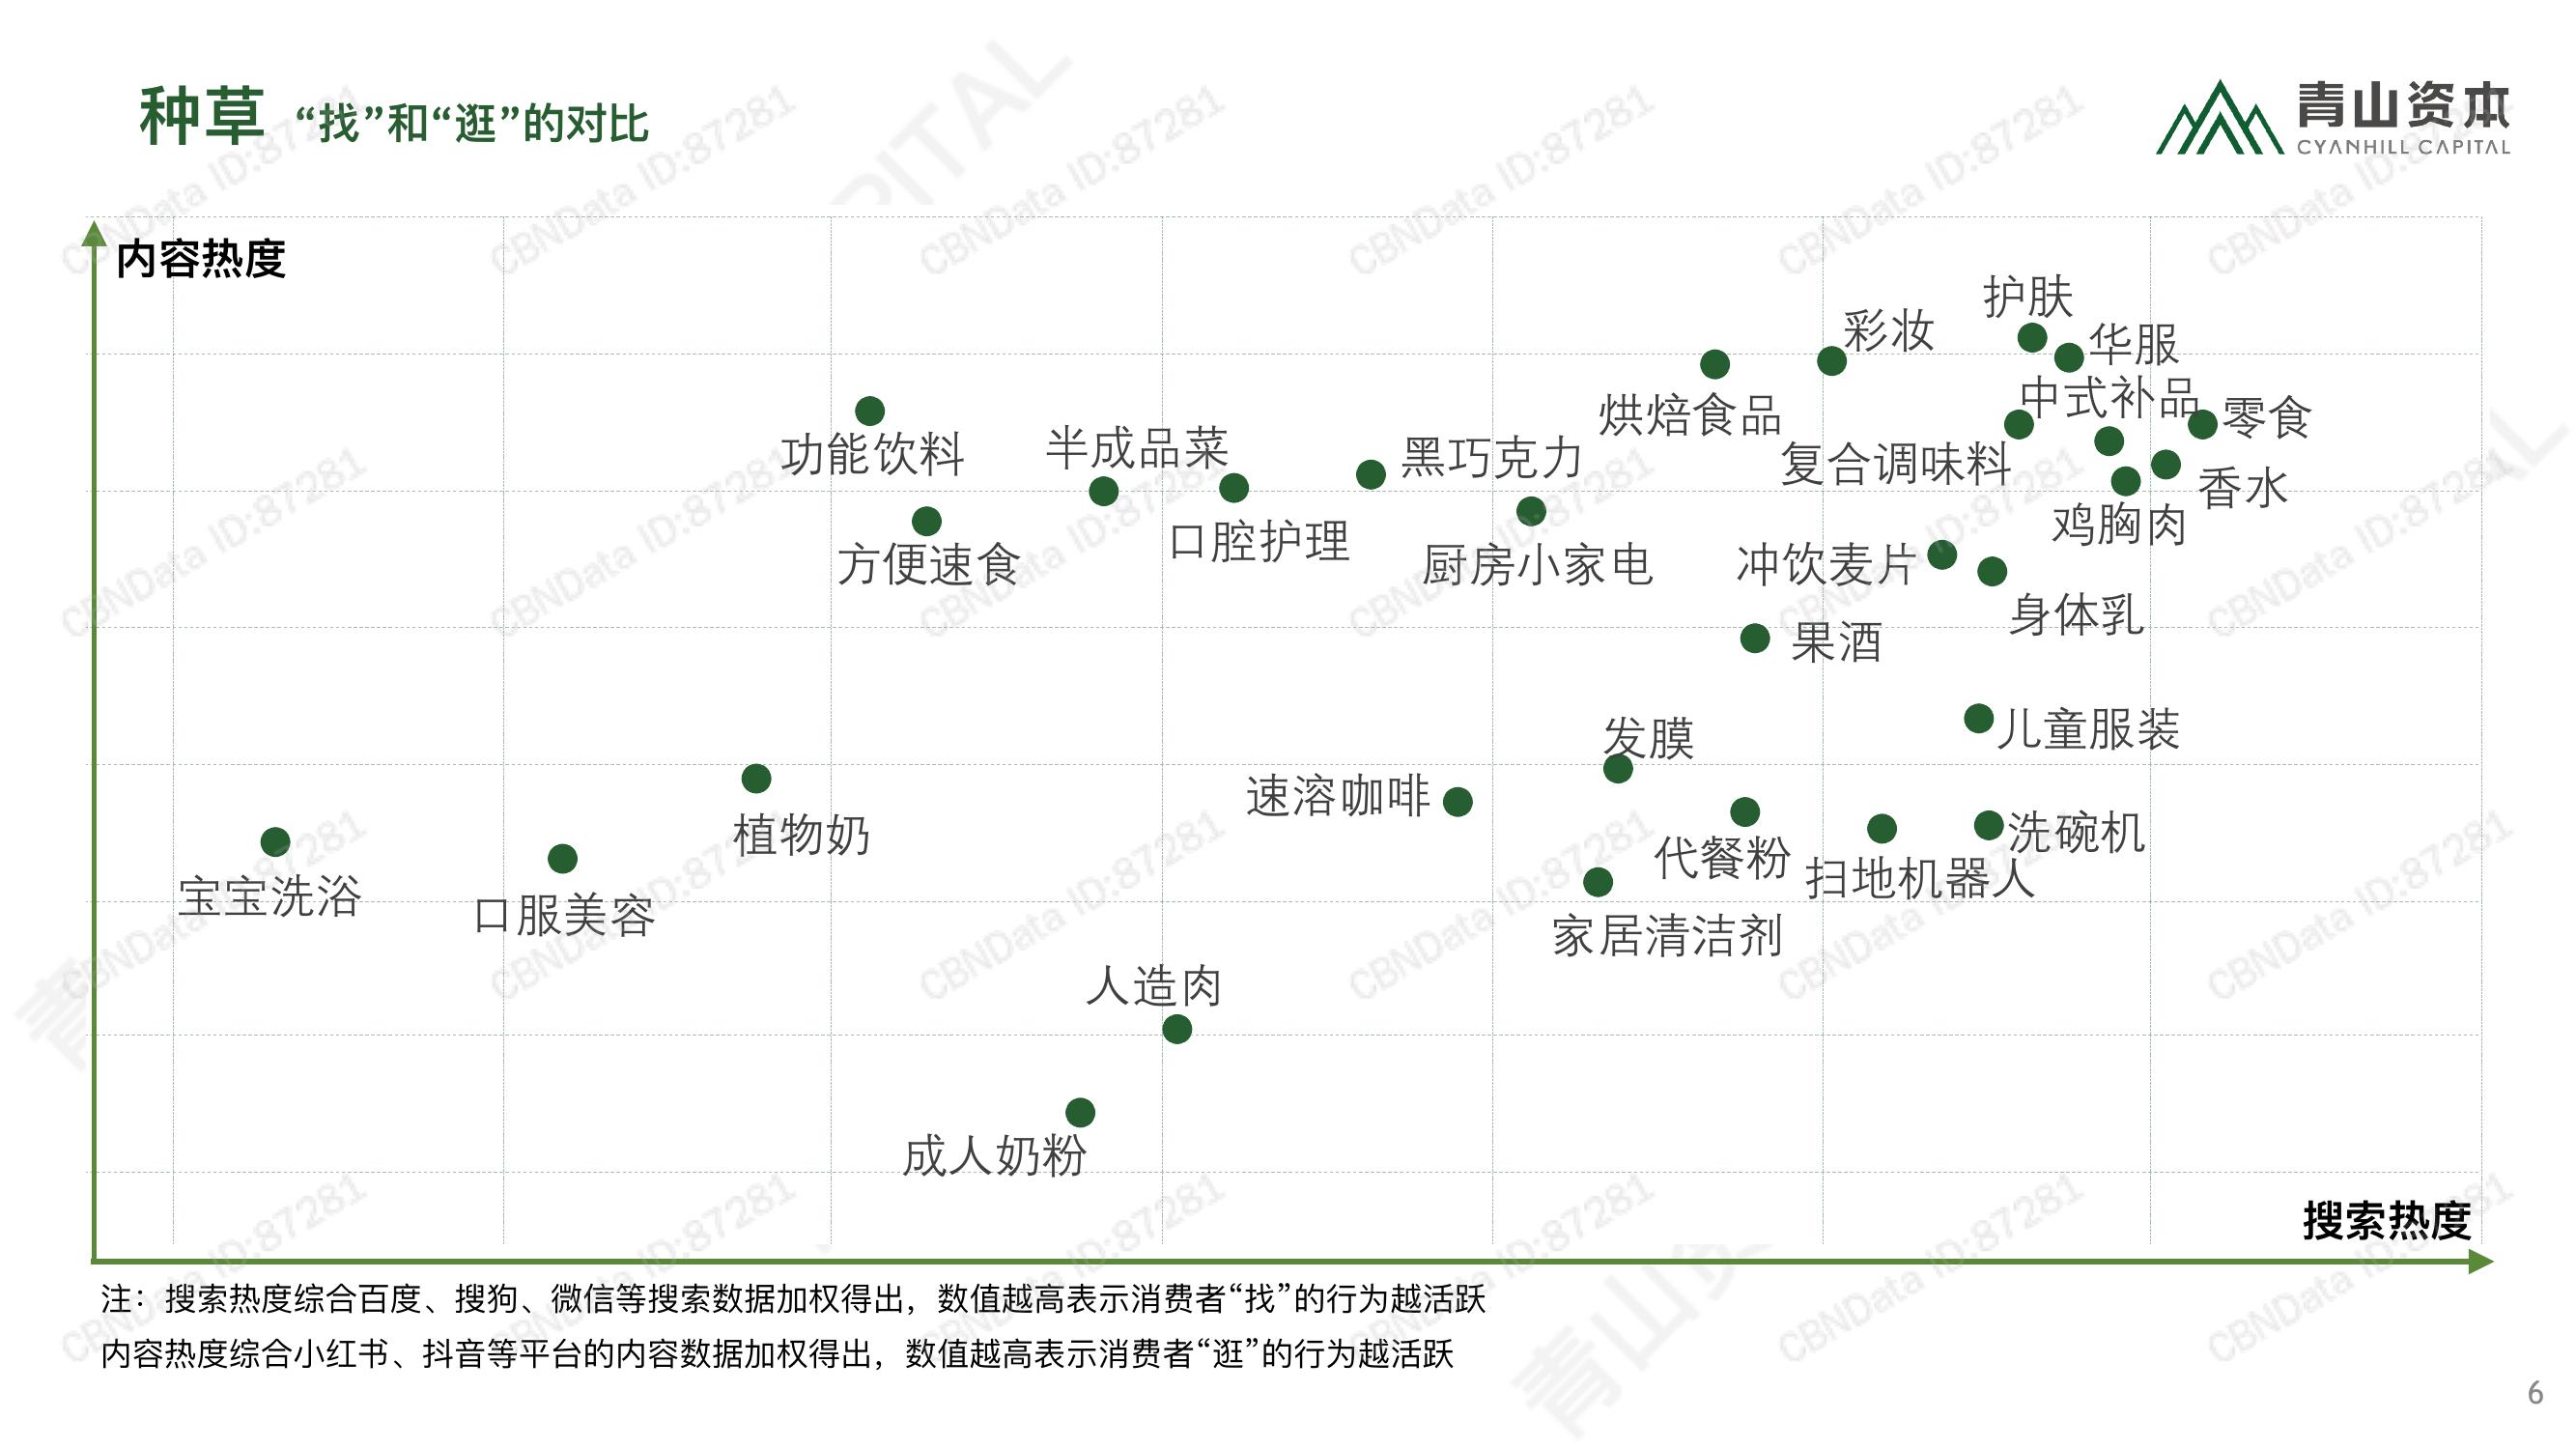 种草 “找”和“逛”的对比
青山资本
CYANHILL CAPITAL
内容热度
护肤
彩妆
华服
中式补品
零食
烘焙食品
功能饮料
半成品菜
黑巧克力
复合调味料
香水
鸡胸肉
口腔护理
方便速食
厨房小家电
冲饮麦片
身体乳
果酒
儿童服装
发膜
速溶咖啡
植物奶
洗碗机
代餐粉
扫地机器人
宝宝洗浴
口服美容
家居清洁剂
人造肉
成人奶粉
搜索热度
注：搜索热度综合百度、搜狗、微信等搜索数据加权得出，数值越高表示消费者“找”的行为越活跃
内容热度综合小红书、抖音等平台的内容数据加权得出，数值越高表示消费者“逛”的行为越活跃
6
CBNData ID:87281